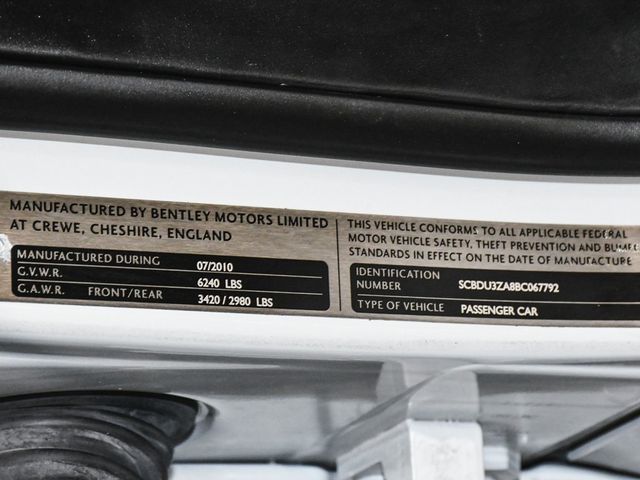 MANUFACTURED BY BENTLEY MOTORS LIMITED
AT CREWE, CHESHIRE, ENGLAND
MANUFACTURED DURING 07/2010
G.V.W.R. 6240 LBS
G.A.W.R. FRONT/REAR 3420 / 2980 LBS
THIS VEHICLE CONFORMS TO ALL APPLICABLE FEDERAL
MOTOR VEHICLE SAFETY, THEFT PREVENTION AND
STANDARDS IN EFFECT ON THE DATE OF MANUFACTURE
IDENTIFICATION
NUMBER SCBDU3ZA8BC067792
TYPE OF VEHICLE PASSENGER CAR